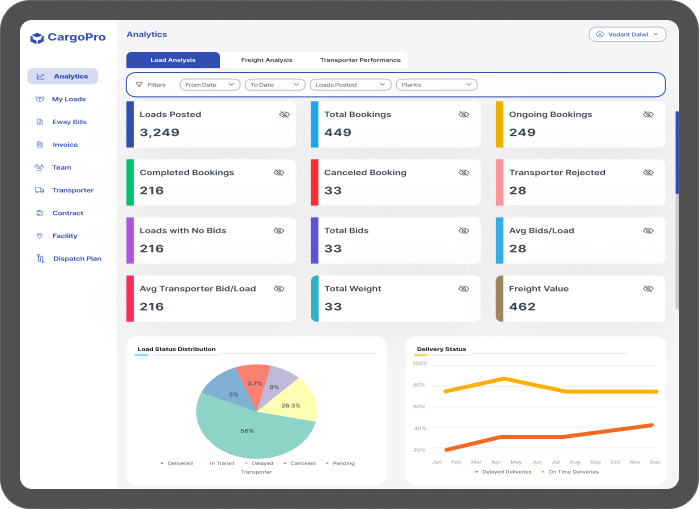 CargoPro
Analytics
Vedant Dalwi
Analytics
My Loads
Eway Bills
Invoice
Team
Transporter
Contract
Facility
Dispatch Plan
Load Analysis
Freight Analysis
Transporter Performance
Filters
From Date
To Date
Loads Posted
Plants
Loads Posted
3,249
Total Bookings
449
Ongoing Bookings
249
Completed Bookings
216
Canceled Booking
33
Transporter Rejected
28
Loads with No Bids
216
Total Bids
33
Avg Bids/Load
28
Avg Transporter Bid/Load
216
Total Weight
33
Freight Value
462
Load Status Distribution
3.7%
9%
5%
26.3%
56%
Delivered In Transit Delayed Canceled Pending
Transporter
Delivery Status
100%
80%
60%
40%
20%
Jan Feb Mar Apr May Jun Jul Aug Sep Oct Nov Dec
Delayed Deliveries On Time Deliveries